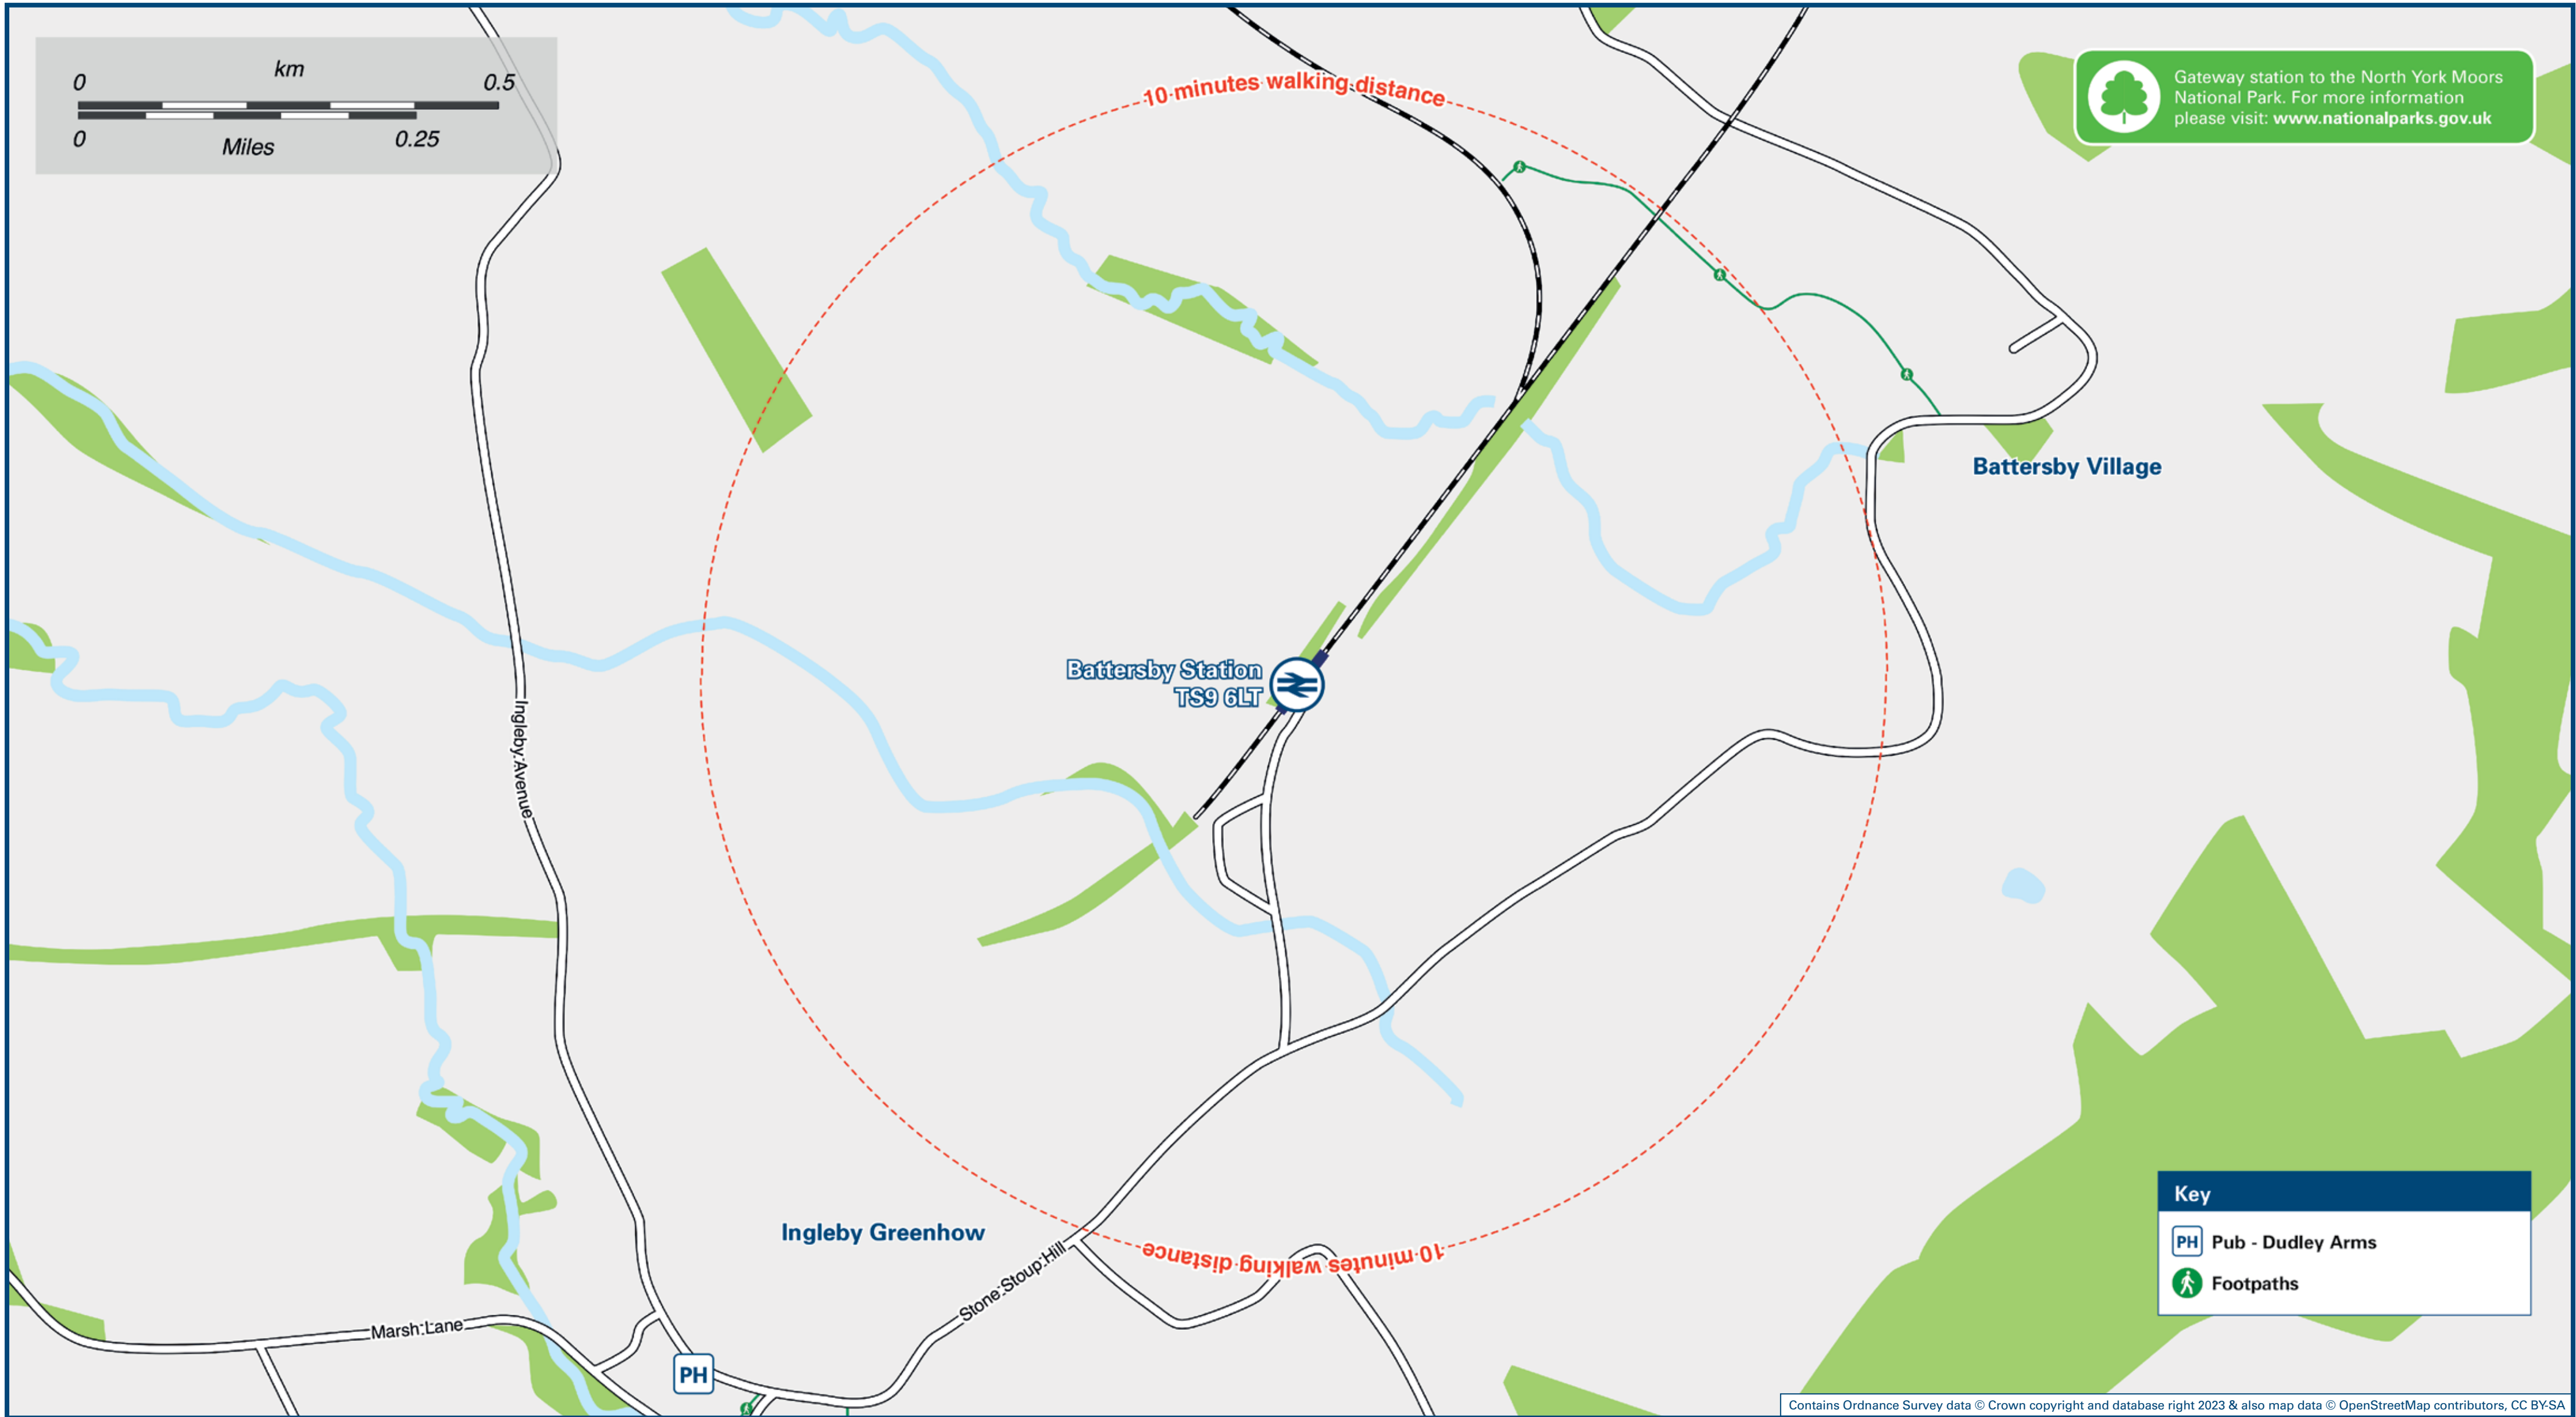 km
0 0.5
0 0.25
Miles
10 minutes walking distance
Gateway station to the North York Moors
National Park. For more information
please visit: www.nationalparks.gov.uk
Battersby Village
Battersby Station
TS9 6LT
Ingleby Avenue
Ingleby Greenhow
10 minutes walking distance
Stone Stoup Hill
Marsh Lane
PH
Key
PH Pub - Dudley Arms
Footpaths
Contains Ordnance Survey data © Crown copyright and database right 2023 & also map data © OpenStreetMap contributors, CC BY-SA